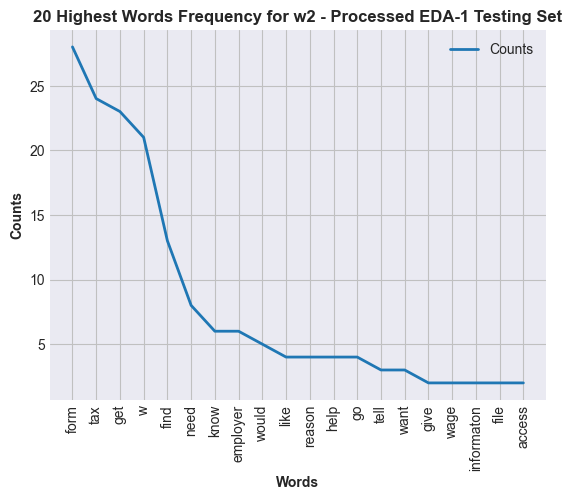 20 Highest Words Frequency for w2 - Processed EDA-1 Testing Set
Counts
25
20
15
10
5
Counts
form
tax
get
w
find
need
know
employer
would
like
reason
help
go
tell
want
give
wage
informaton
file
access
Words